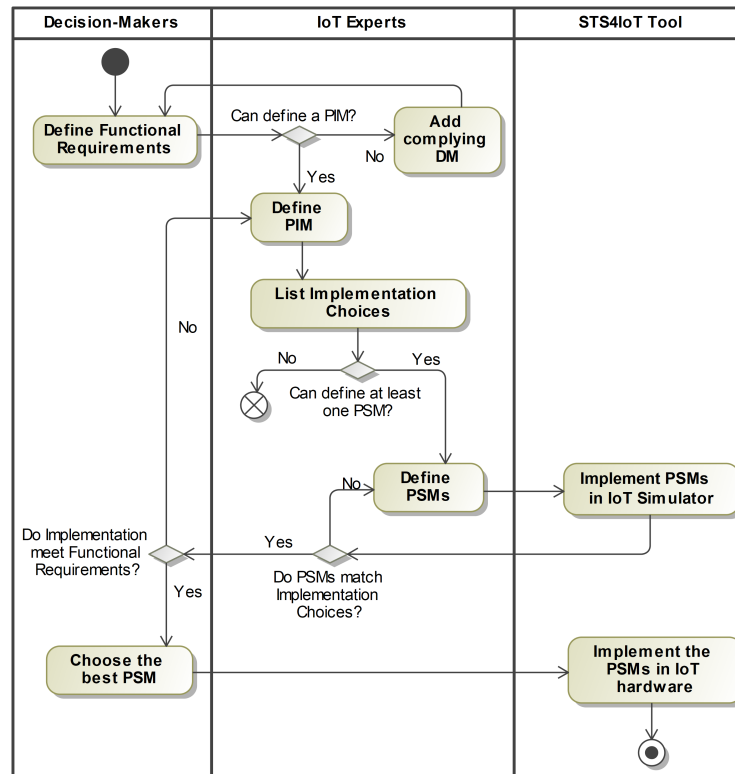 Decision-Makers
IoT Experts
STS4IoT Tool
Define Functional
Requirements
Can define a PIM?
No
Add
complying
DM
Yes
Define
PIM
List Implementation
Choices
No
No
Yes
Can define at least
one PSM?
Define
PSMs
No
Implement PSMs
in IoT Simulator
Do Implementation
meet Functional
Requirements?
Yes
Do PSMs match
Implementation
Choices?
Yes
Choose the
best PSM
Implement the
PSMs in IoT
hardware